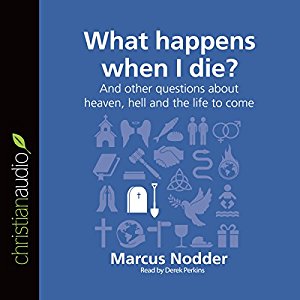 What happens
when I die?
And other questions about
heaven, hell and the life to come
Marcus Nodder
Read by Derek Perkins
christianaudio